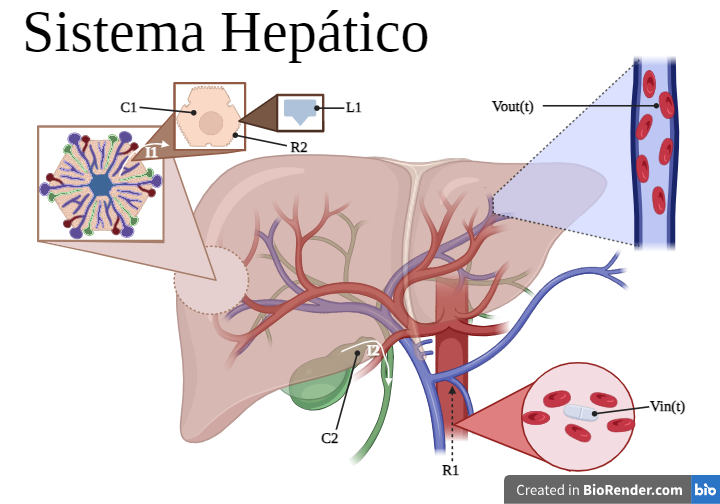 Sistema Hepático
C1
L1
Vout(t)
I1
R2
I2
Vin(t)
C2
R1
Created in BioRender.com bio